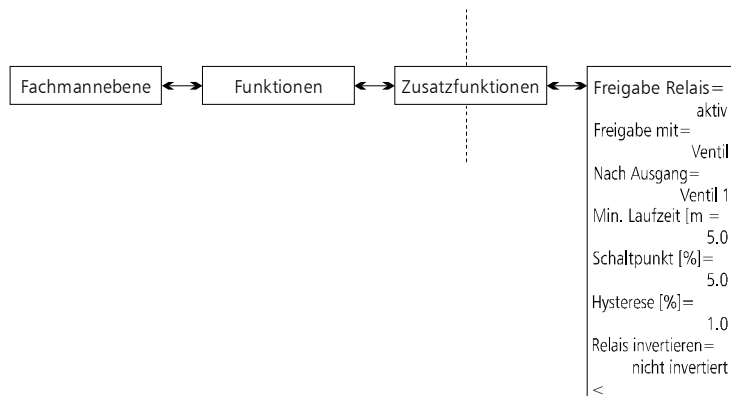 Fachmannebene
Funktionen
Zusatzfunktionen
Freigabe Relais=
aktiv
Freigabe mit=
Ventil
Nach Ausgang=
Ventil 1
Min. Laufzeit [m =
5.0
Schaltpunkt [%]=
5.0
Hysterese [%]=
1.0
Relais invertieren=
nicht invertiert
<